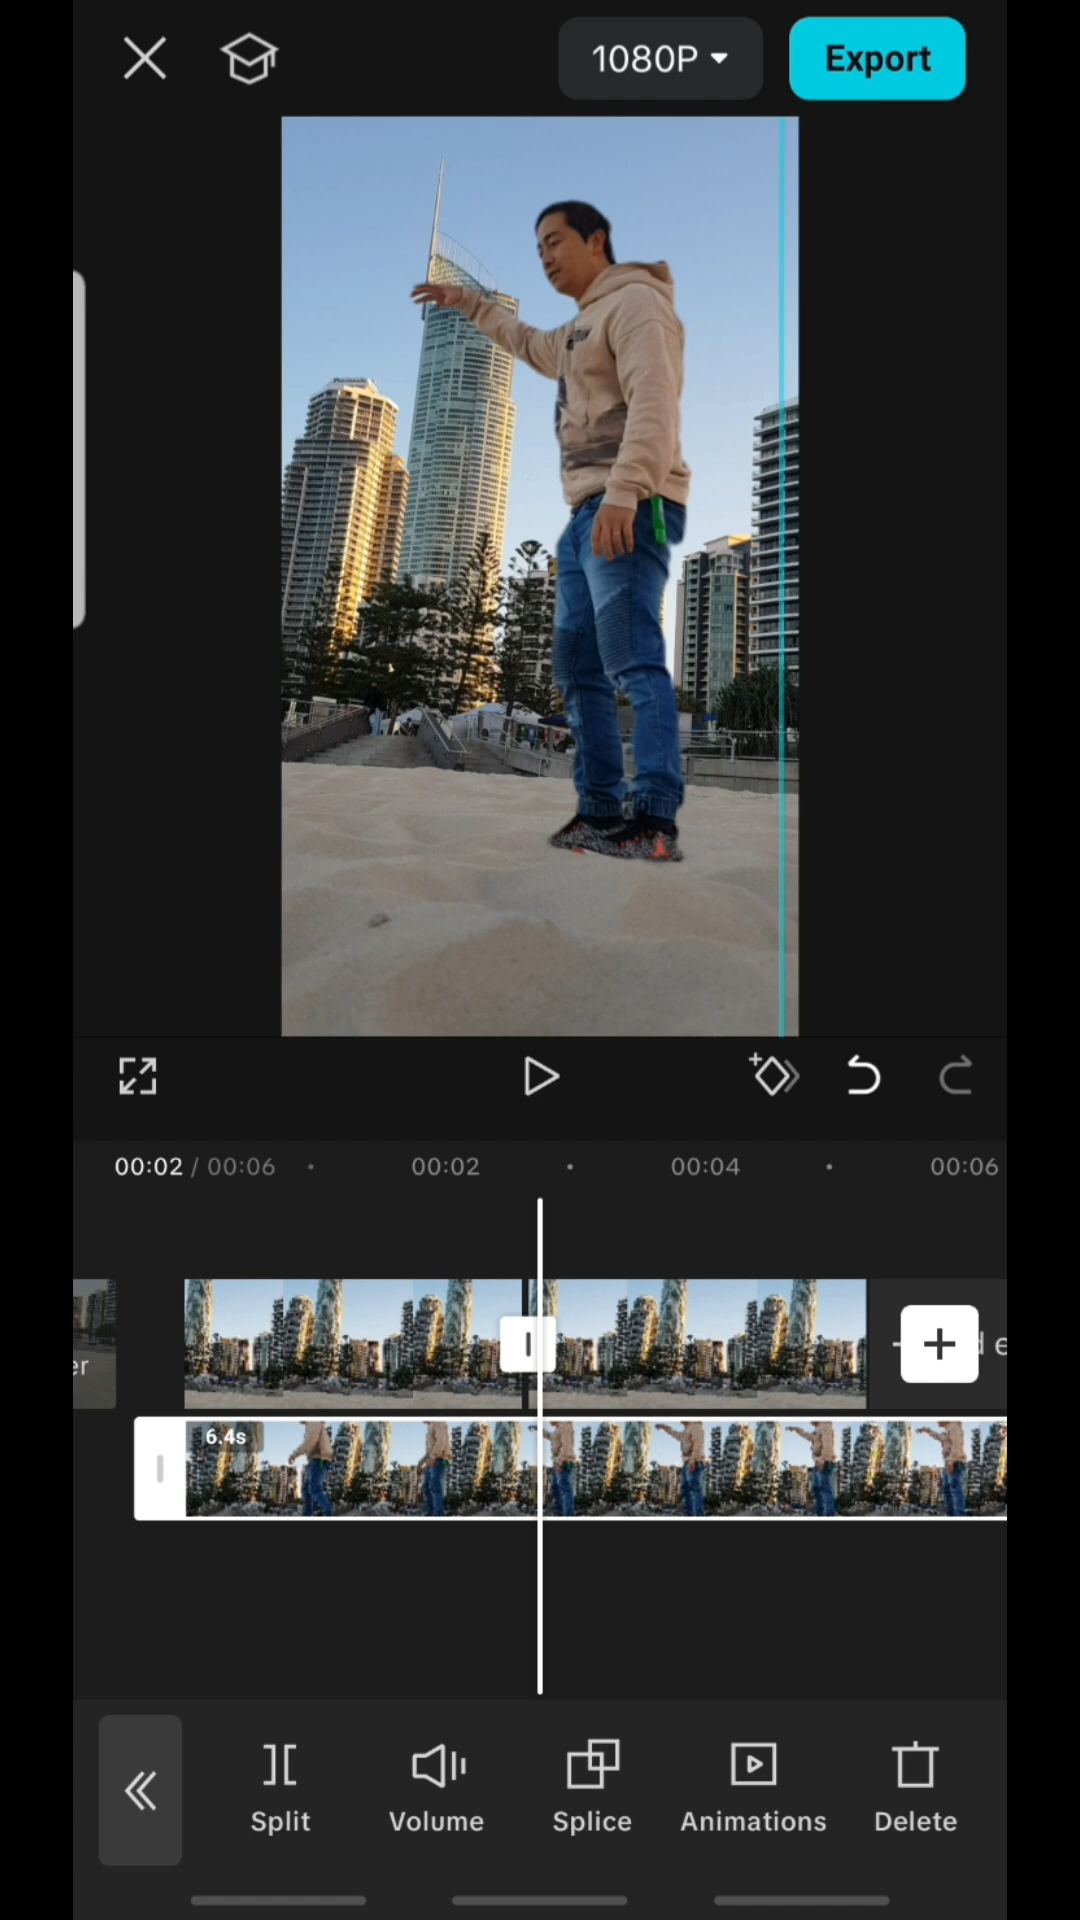 1080P
Export
00:02 / 00:06
00:02
00:04
00:06
er
6.4s
Split
Volume
Splice
Animations
Delete